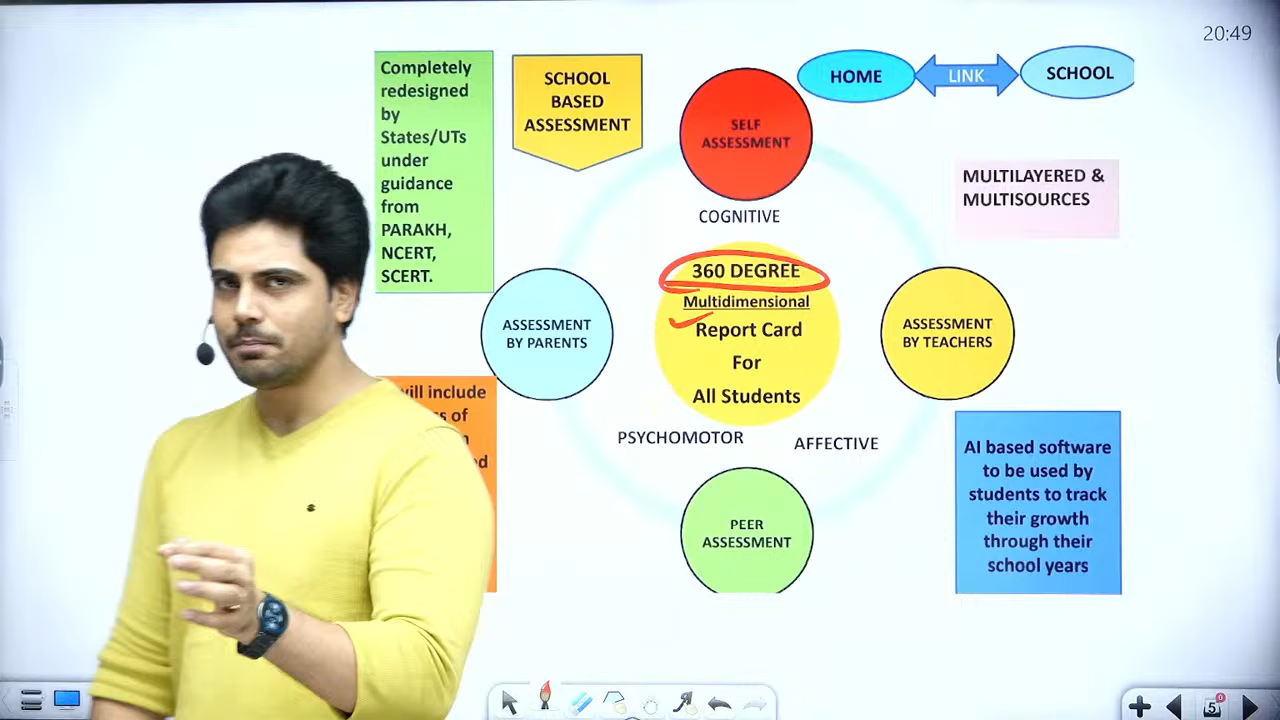 20:49
Completely
redesigned
by
States/UTs
under
guidance
from
PARAKH,
NCERT,
SCERT.
SCHOOL
BASED
ASSESSMENT
SELF
ASSESSMENT
HOME
LINK
SCHOOL
MULTILAYERED &
MULTISOURCES
COGNITIVE
360 DEGREE
Multidimensional
Report Card
For
All Students
ASSESSMENT
BY PARENTS
ASSESSMENT
BY TEACHERS
include
of
PSYCHOMOTOR
AFFECTIVE
PEER
ASSESSMENT
AI based software
to be used by
students to track
their growth
through their
school years
5